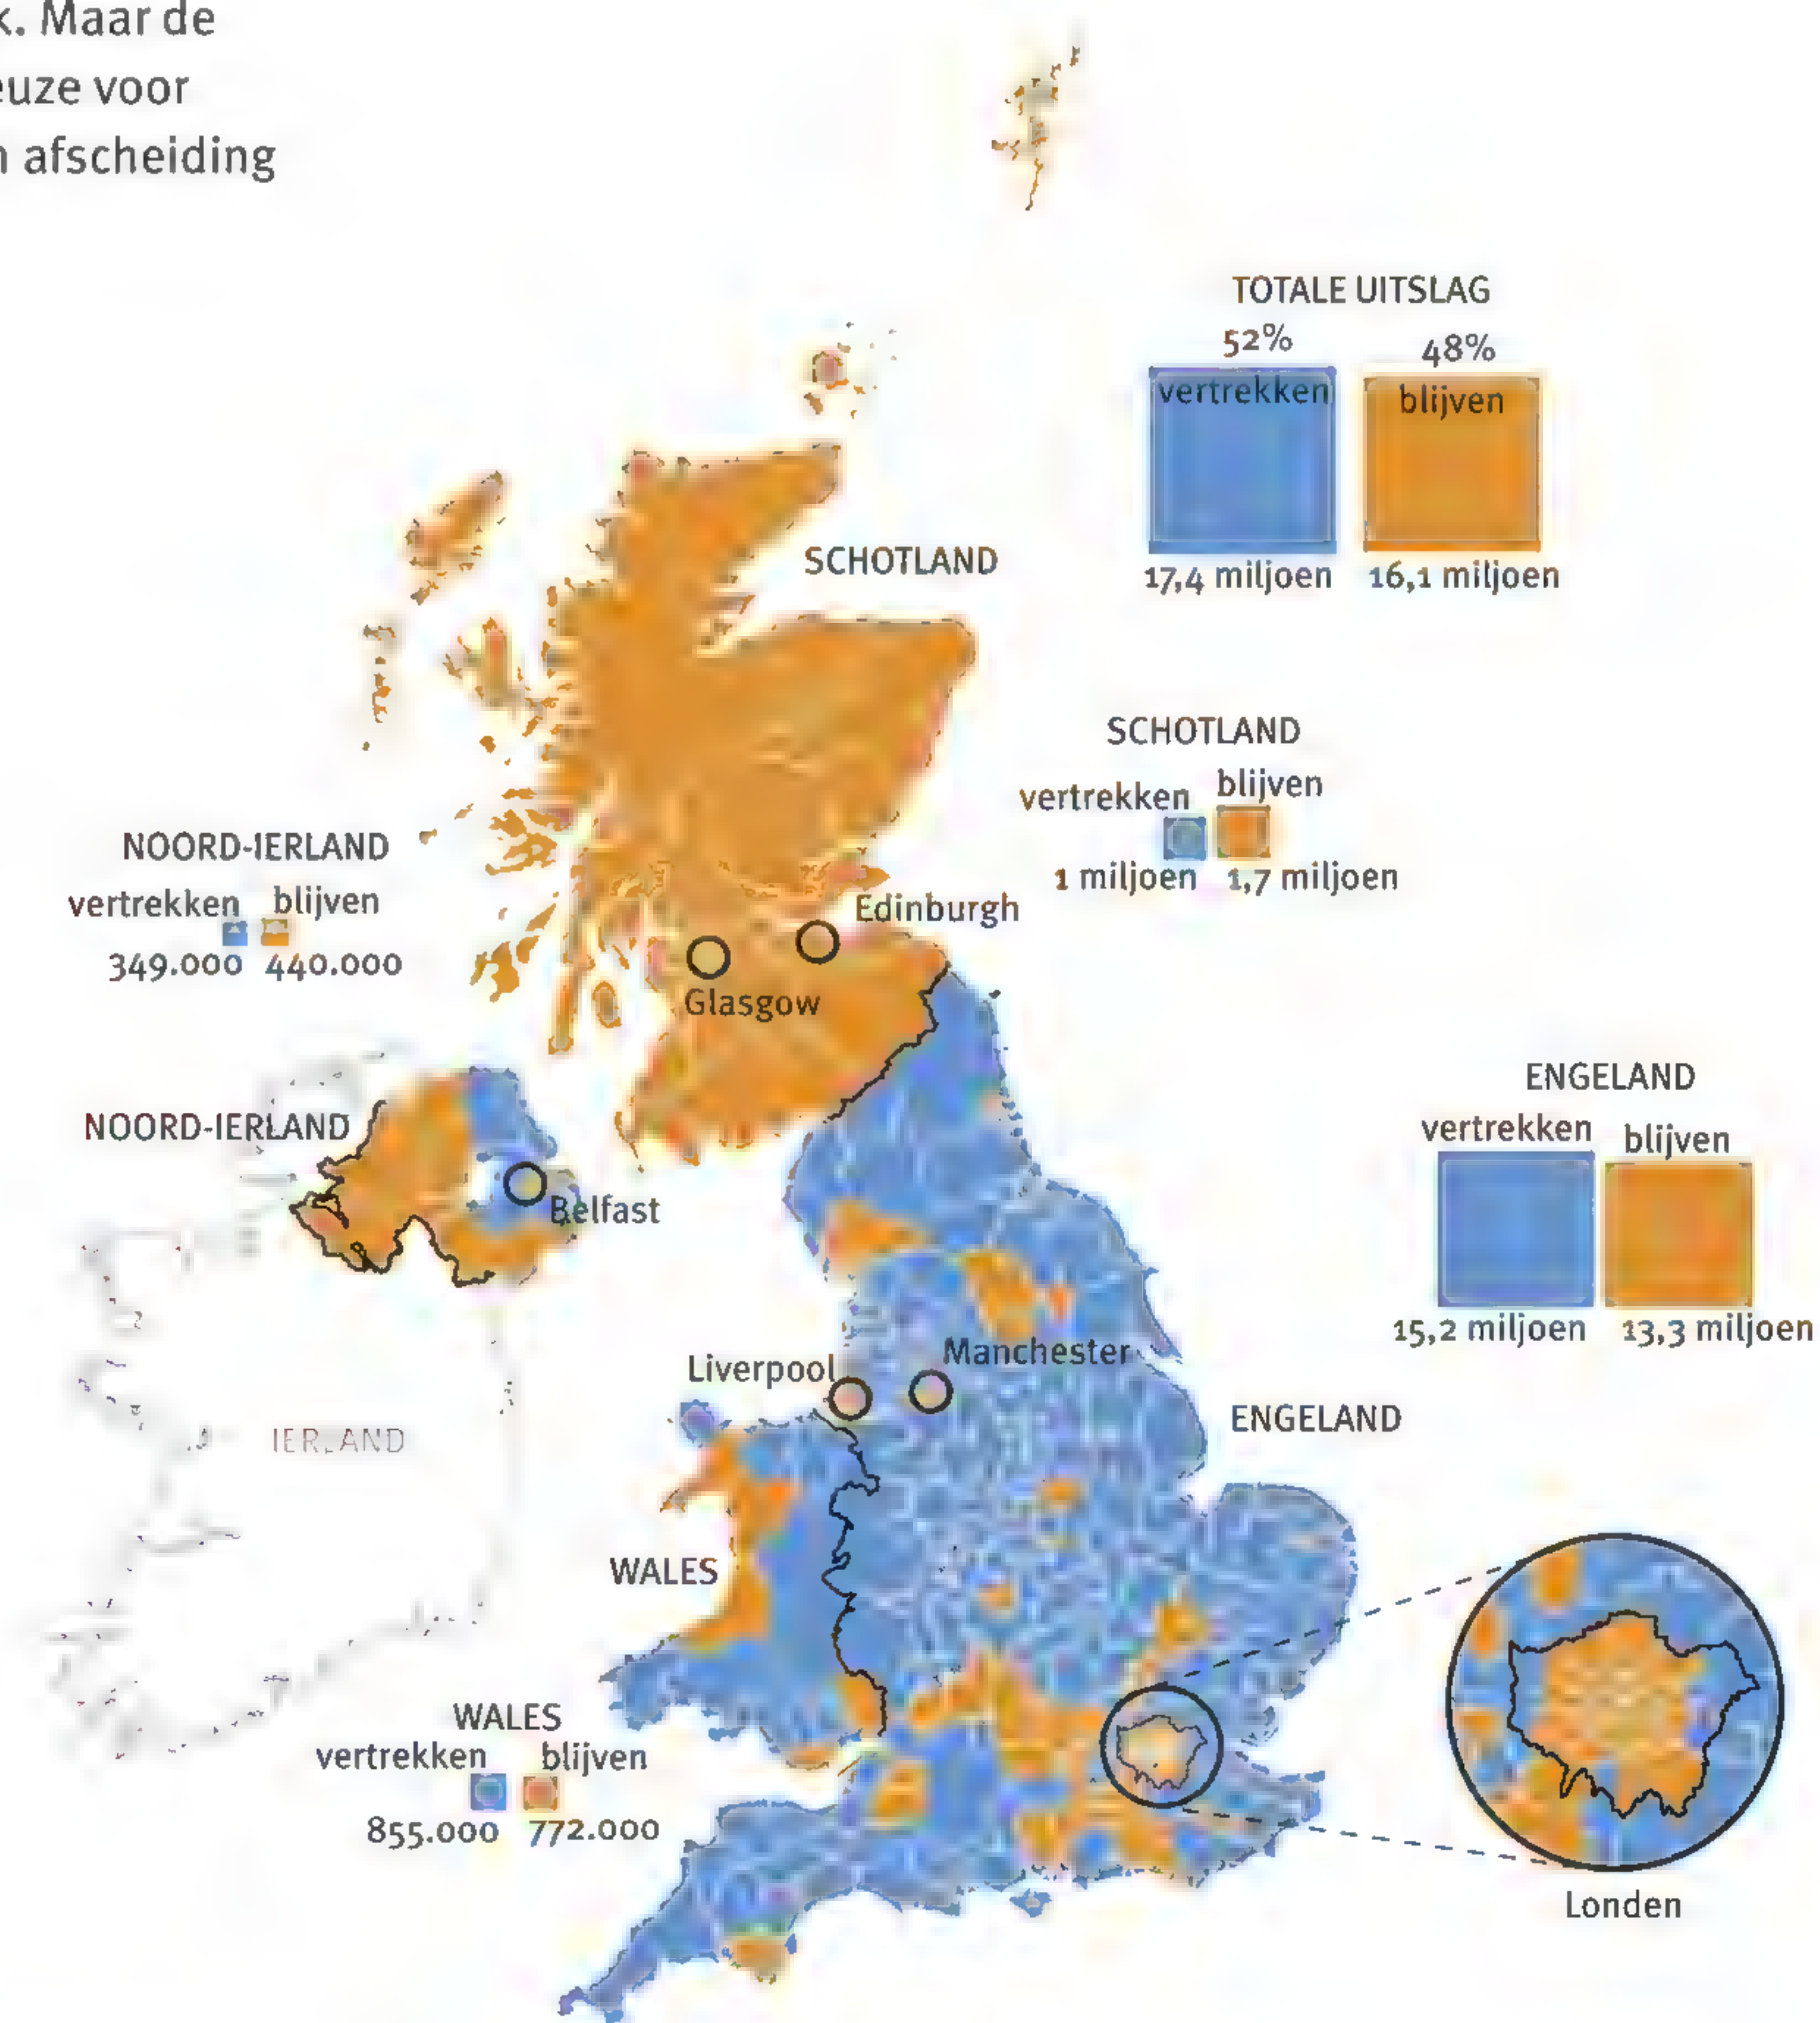 k. Maar de
euze voor
n afscheiding
TOTALE UITSLAG
52% 48%
vertrekken blijven
17,4 miljoen 16,1 miljoen
SCHOTLAND
SCHOTLAND
vertrekken blijven
1 miljoen 1,7 miljoen
NOORD-IERLAND
vertrekken blijven
349.000 440.000
Edinburgh
Glasgow
NOORD-IERLAND
Belfast
ENGELAND
vertrekken blijven
15,2 miljoen 13,3 miljoen
Liverpool
Manchester
ENGELAND
IERLAND
WALES
WALES
vertrekken blijven
855.000 772.000
Londen